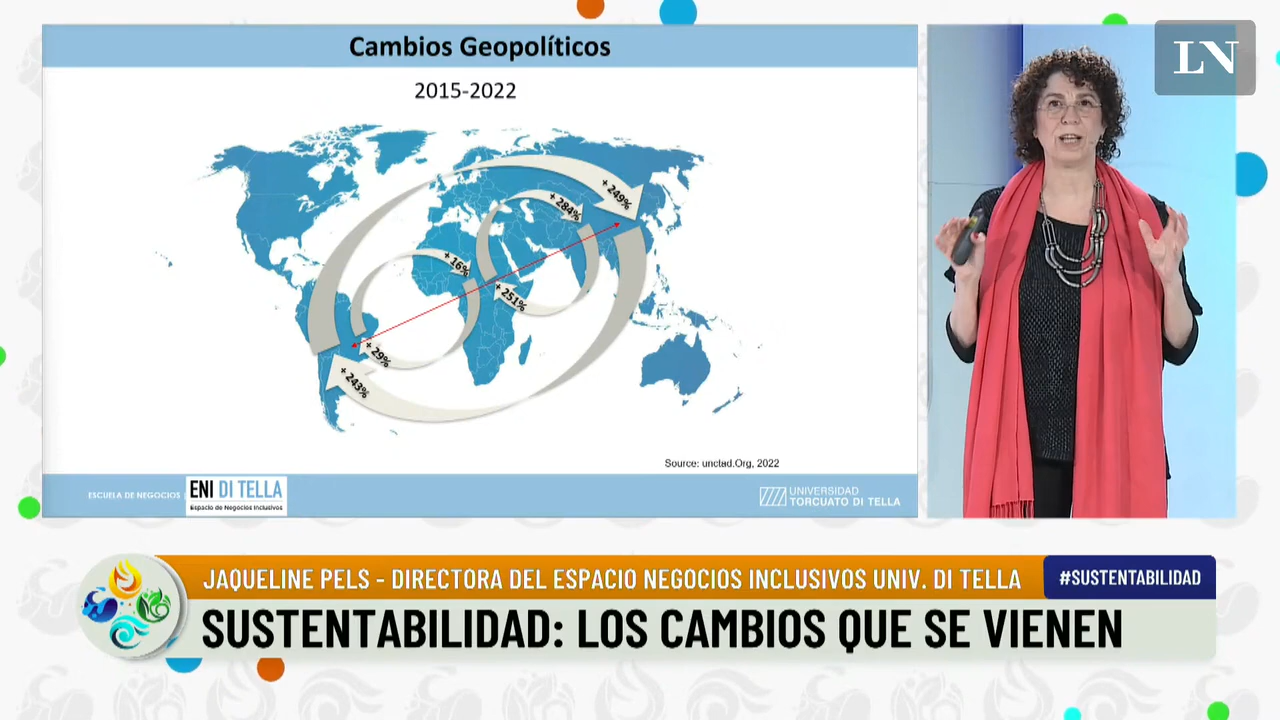 Cambios Geopolíticos
2015-2022
LN
+ 249%
+ 284%
+ 16%
+ 251%
+ 29%
+ 243%
Source: unctad.Org, 2022
ESCUELA DE NEGOCIOS
ENI DI TELLA
Espacio de Negocios Inclusivos
UNIVERSIDAD
TORCUATO DI TELLA
JAQUELINE PELS - DIRECTORA DEL ESPACIO NEGOCIOS INCLUSIVOS UNIV. DI TELLA
#SUSTENTABILIDAD
SUSTENTABILIDAD: LOS CAMBIOS QUE SE VIENEN